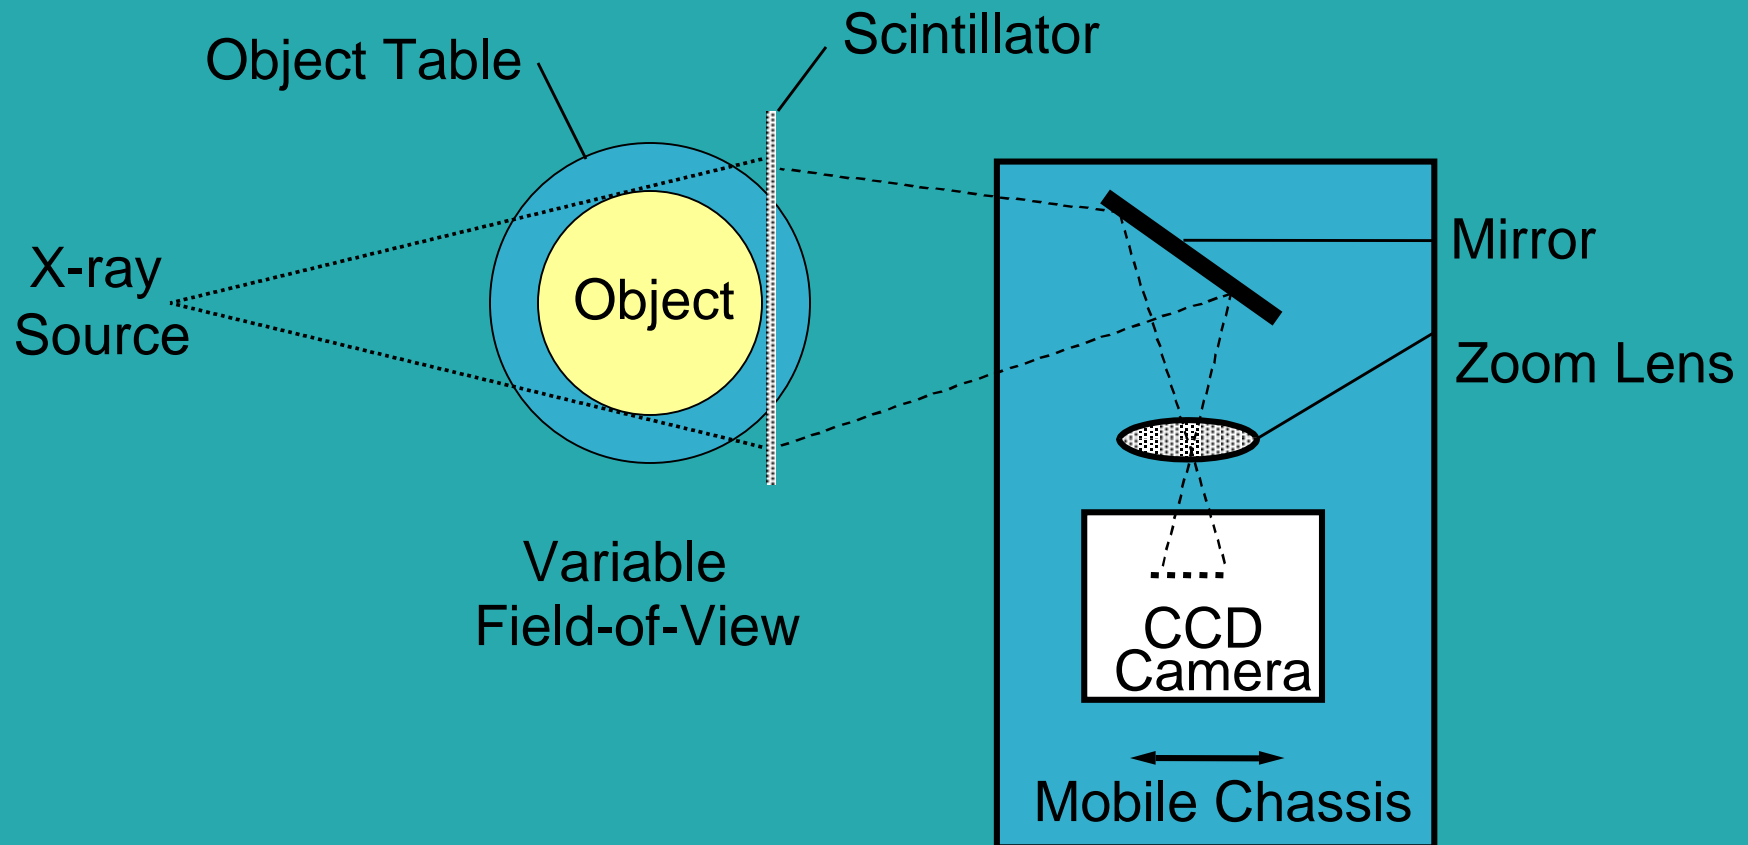 Scintillator
Object Table
X-ray
Source
Object
Mirror
Zoom Lens
Variable
Field-of-View
CCD
Camera
Mobile Chassis